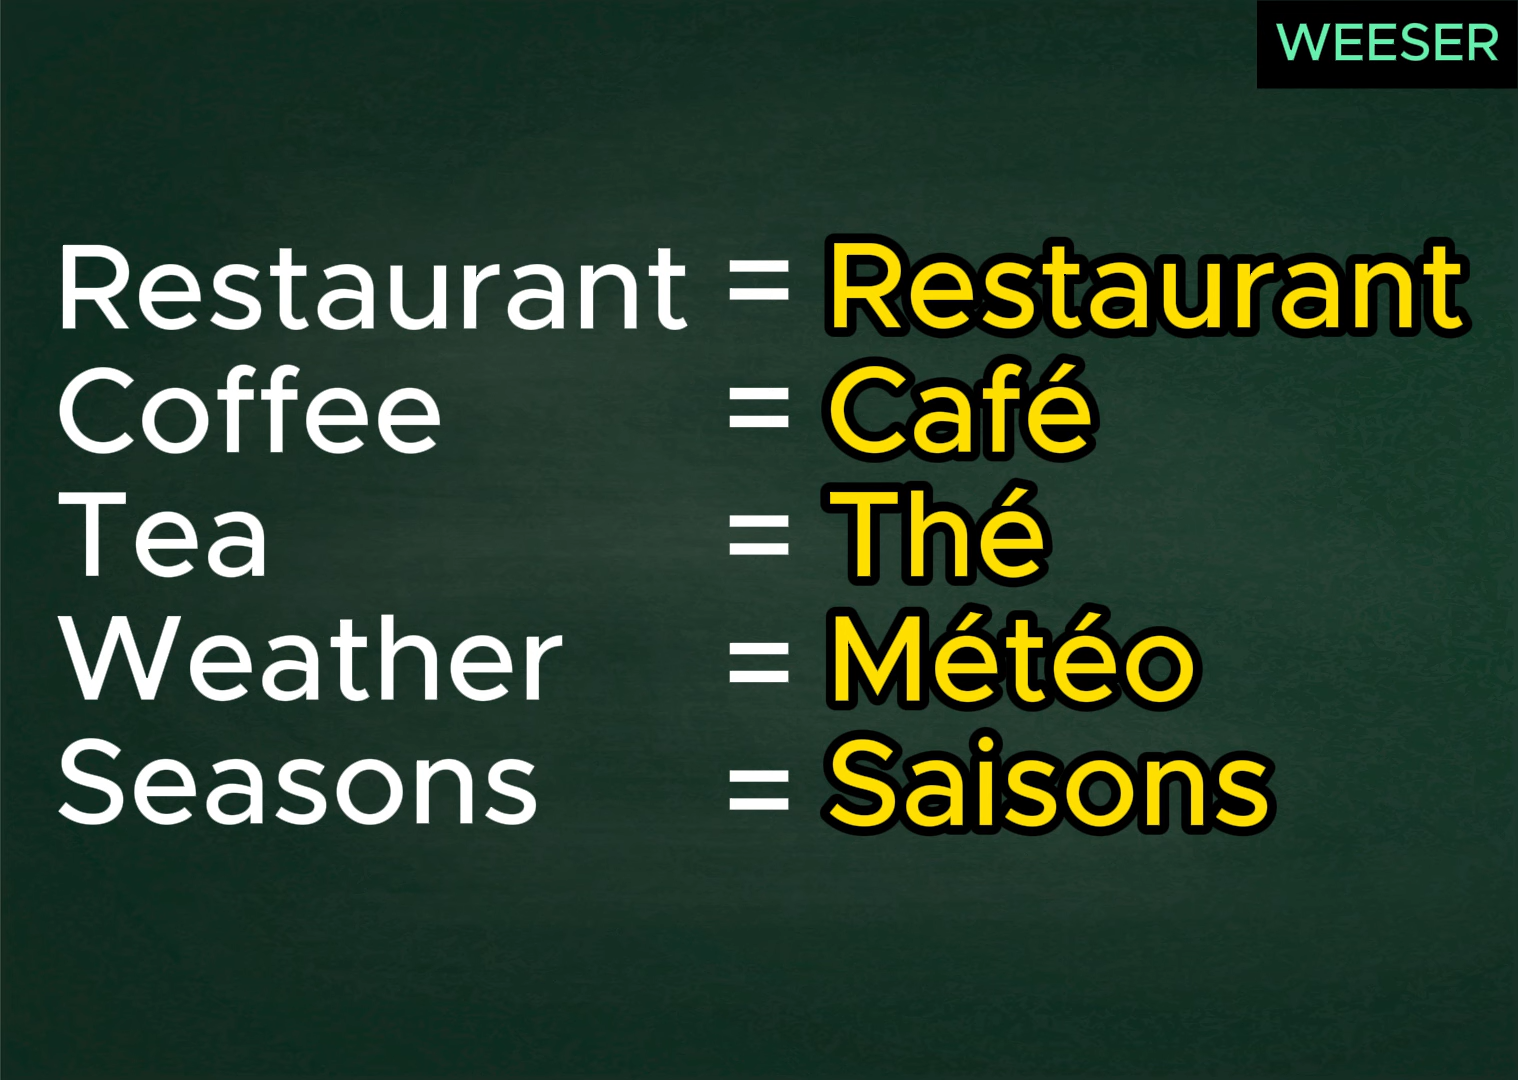 WEESER
Restaurant = Restaurant
Coffee = Café
Tea = Thé
Weather = Météo
Seasons = Saisons